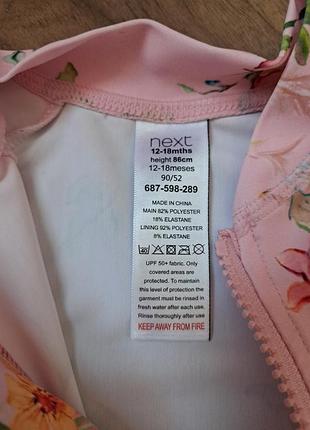 next
12-18mths
height 86cm
12-18meses
90/52
687-598-289
MADE IN CHINA
MAIN 82% POLYESTER
18% ELASTANE
LINING 92% POLYESTER
8% ELASTANE
UPF 50+ fabric. Only
covered areas are
protected. To maintain
this level of protection the
garment must be rinsed in
fresh water after each use.
Rinse thoroughly after use
KEEP AWAY FROM FIRE